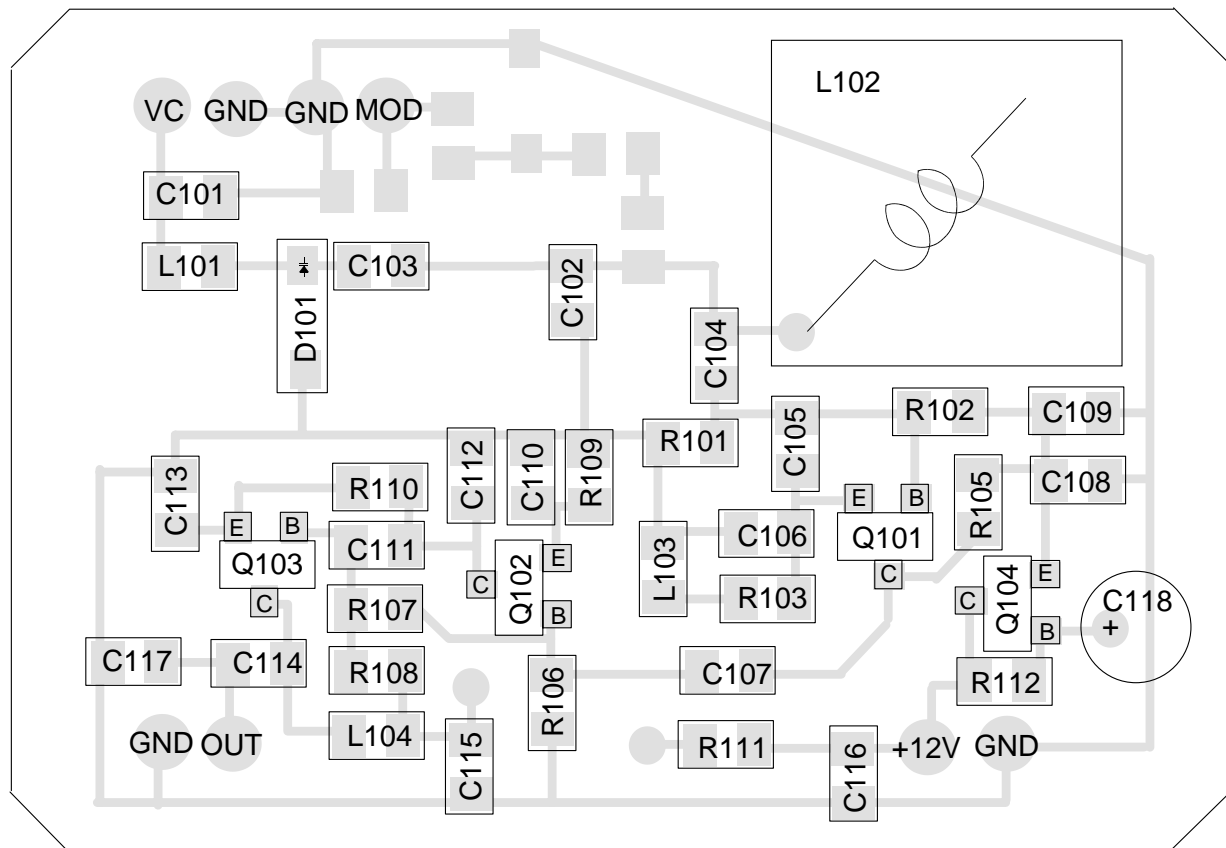 L102
VC GND GND MOD
C101
L101 C103
C102
D101
C104
R102 C109
C105
R101
C112
C110
R109
C113
R110
R105
C108
E B
C111
C106
E B
Q101
Q103
L103
Q102
E
C
C
C
R107
R103
B
C
Q104
E
B
C118
+
C117 C114 R108
R106
C107
R112
GND OUT L104
C115
R111
C116
+12V GND